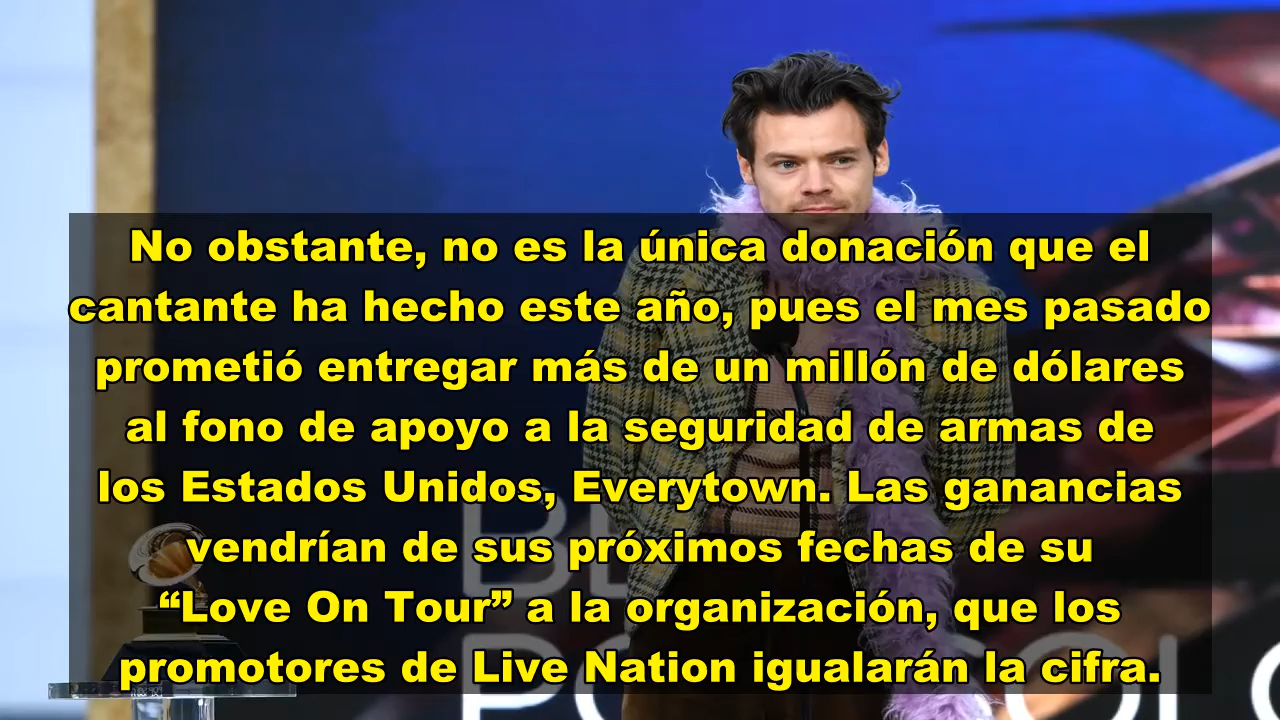 No obstante, no es la única donación que el
cantante ha hecho este año, pues el mes pasado
prometió entregar más de un millón de dólares
al fono de apoyo a la seguridad de armas de
los Estados Unidos, Everytown. Las ganancias
vendrían de sus próximos fechas de su
“Love On Tour” a la organización, que los
promotores de Live Nation igualarán la cifra.